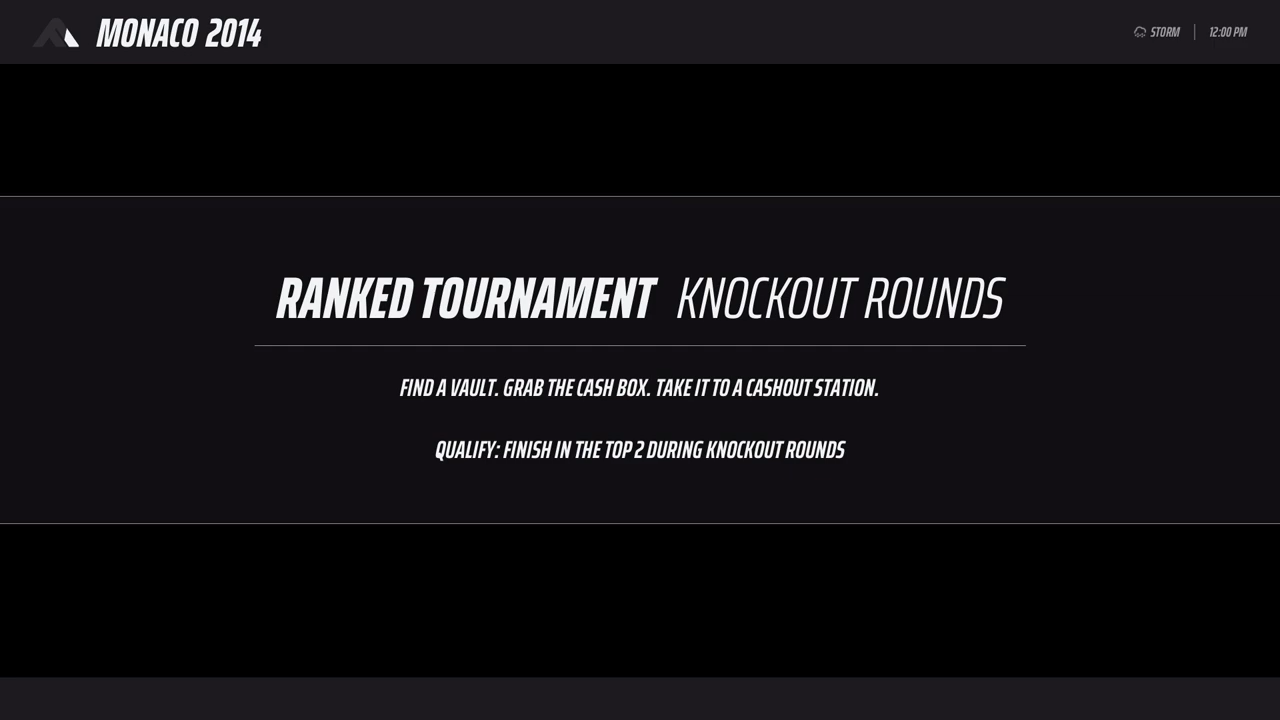 MONACO 2014
STORM
12:00 PM
RANKED TOURNAMENT KNOCKOUT ROUNDS
FIND A VAULT. GRAB THE CASH BOX. TAKE IT TO A CASHOUT STATION.
QUALIFY: FINISH IN THE TOP 2 DURING KNOCKOUT ROUNDS